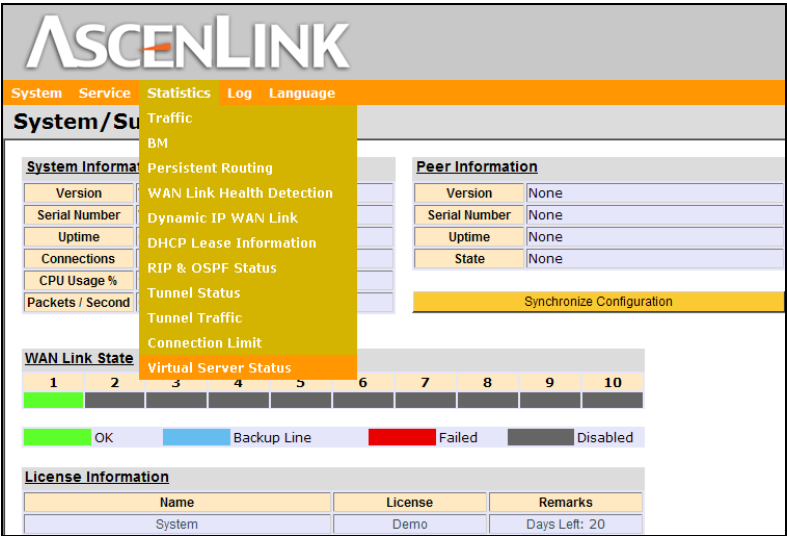 ASCENLINK
System Service Statistics Log Language
System/Su
Traffic
BM
Persistent Routing
WAN Link Health Detection
Dynamic IP WAN Link
DHCP Lease Information
RIP & OSPF Status
Tunnel Status
Tunnel Traffic
Connection Limit
Virtual Server Status
System Informat
Version
Serial Number
Uptime
Connections
CPU Usage %
Packets / Second
Peer Information
Version None
Serial Number None
Uptime None
State None
Synchronize Configuration
WAN Link State
1 2 3 4 5 6 7 8 9 10
OK Backup Line Failed Disabled
License Information
Name License Remarks
System Demo Days Left: 20